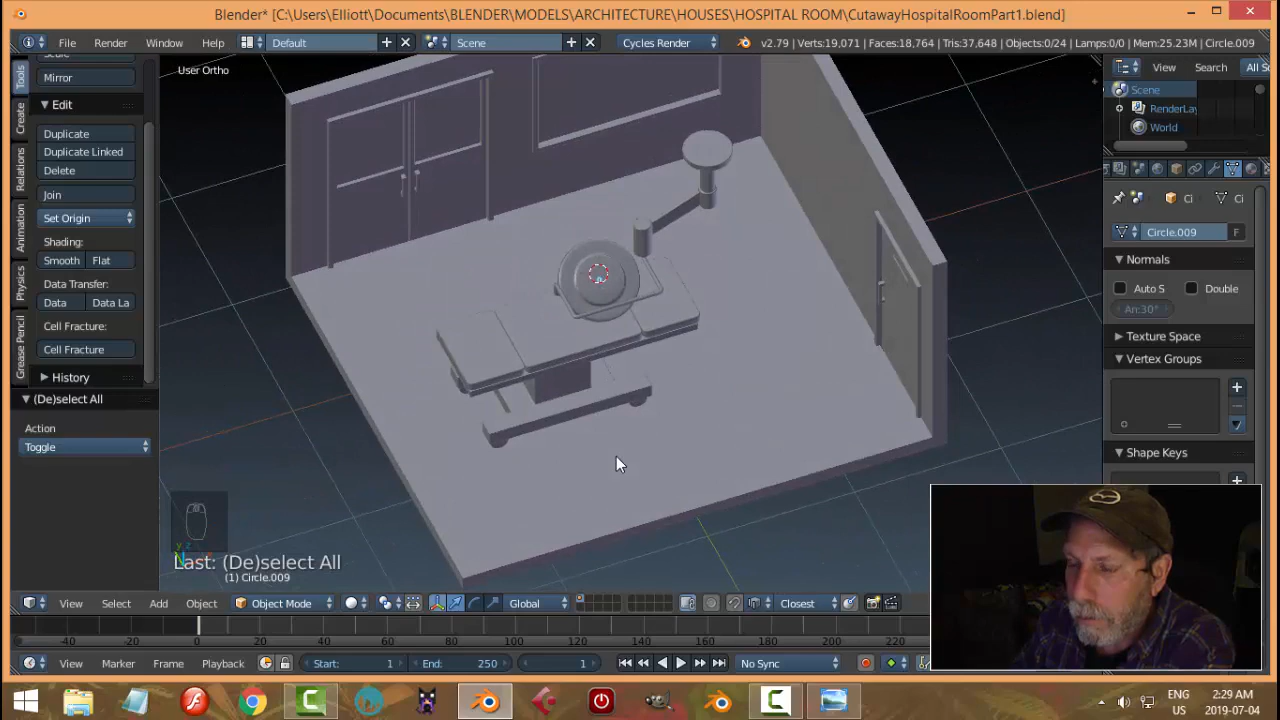 Blender* [C:\Users\Elliott\Documents\BLENDER\MODELS\ARCHITECTURE\HOUSES\HOSPITAL ROOM\CutawayHospitalRoomPart1.blend]
File Render Window Help Default Scene Cycles Render v2.79 | Verts:19,071 | Faces:18,764 | Tris:37,648 | Objects:0/24 | Lamps:0/0 | Mem:25.23M | Circle.009
User Ortho
View Search All Sc
Scene
RenderLay
World
Tools
Create
Relations
Animation
Physics
Grease Pencil
Mirror
Edit
Duplicate
Duplicate Linked
Delete
Join
Set Origin
Shading:
Smooth Flat
Data Transfer:
Data Data La
Cell Fracture:
Cell Fracture
History
(De)select All
Action
Toggle
Ci Ci
Circle.009 F
Normals
Auto S Double
An:30°
Texture Space
Vertex Groups
Shape Keys
Last: (De)select All
(1) Circle.009
View Select Add Object Object Mode Global Closest
-40 -20 0 20 40 60 80 100 120 140 160 180 200 220
View Marker Frame Playback Start: 1 End: 250 1 No Sync
ENG
US
2:29 AM
2019-07-04